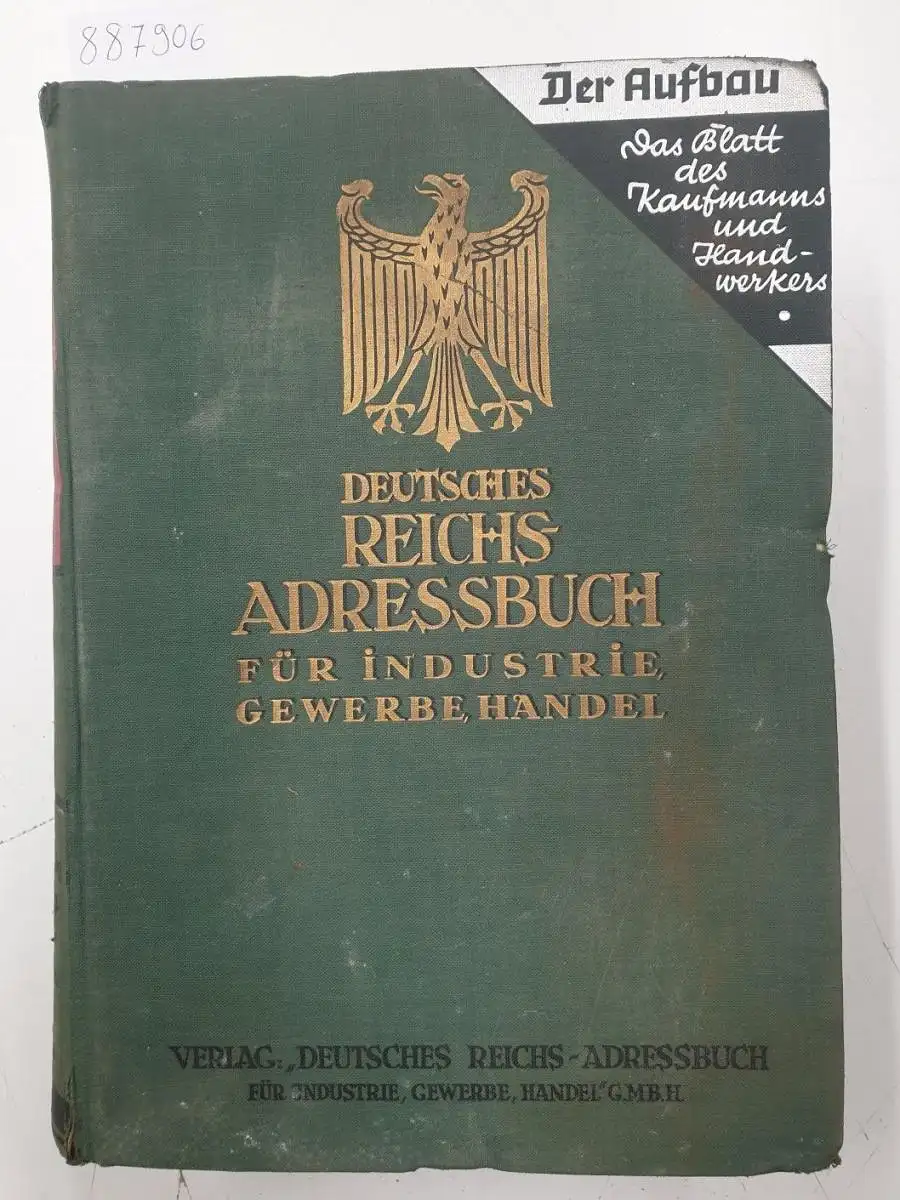 887906
Der Aufbau
Das Blatt
des
Kaufmanns
und
Hand-
werkers
DEUTSCHES
REICHS-
ADRESSBUCH
FÜR INDUSTRIE,
GEWERBE, HANDEL
VERLAG: „DEUTSCHES REICHS-ADRESSBUCH
FÜR INDUSTRIE, GEWERBE, HANDEL" G.M.B.H.